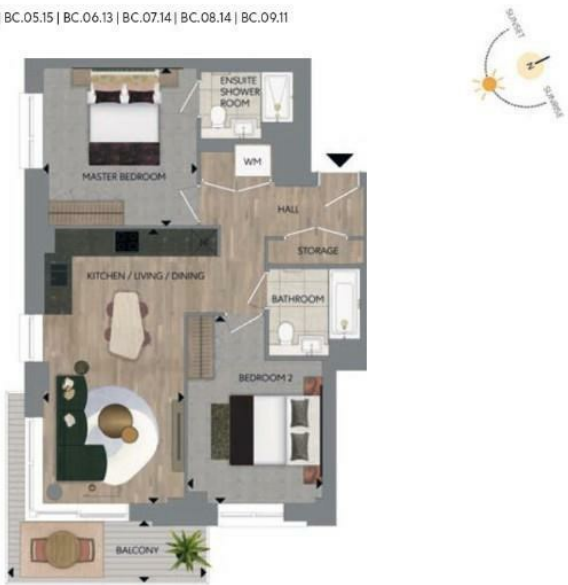 | BC.05.15 | BC.06.13 | BC.07.14 | BC.08.14 | BC.09.11
SUNSET
N
SUNRISE
ENSUITE
SHOWER
ROOM
WM
MASTER BEDROOM
HALL
STORAGE
KITCHEN / LIVING / DINING
BATHROOM
BEDROOM 2
BALCONY